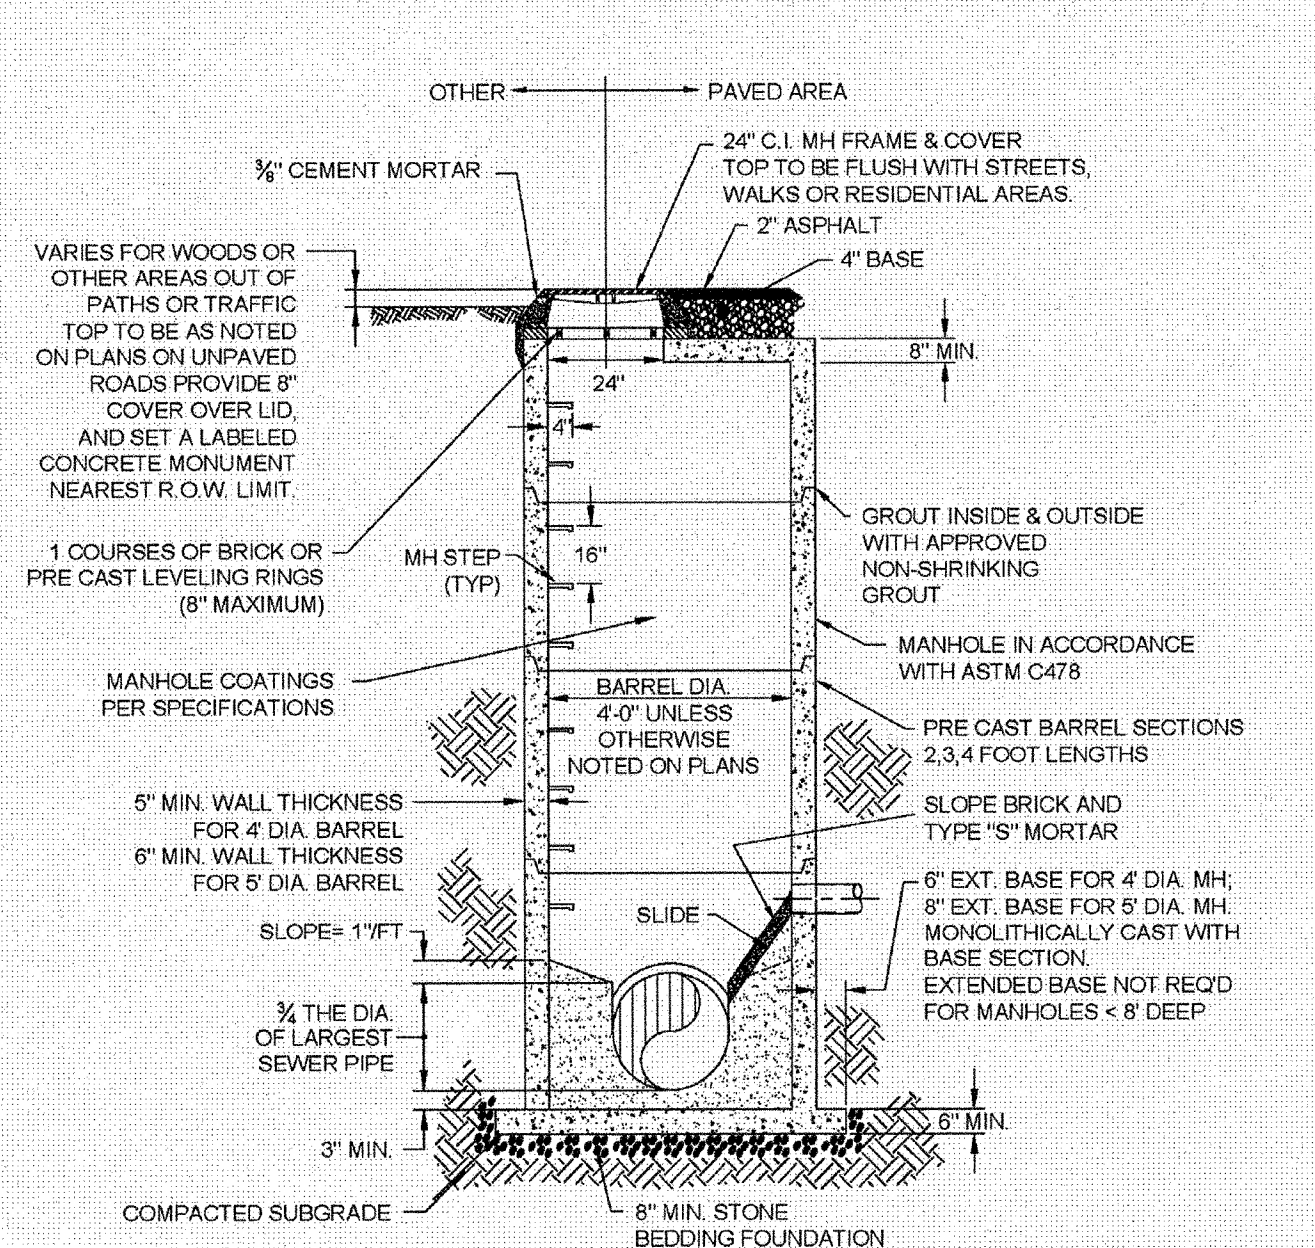 OTHER
PAVED AREA
24" C.I. MH FRAME & COVER
TOP TO BE FLUSH WITH STREETS,
WALKS OR RESIDENTIAL AREAS.
⅜" CEMENT MORTAR
2" ASPHALT
4" BASE
VARIES FOR WOODS OR
OTHER AREAS OUT OF
PATHS OR TRAFFIC
TOP TO BE AS NOTED
ON PLANS ON UNPAVED
ROADS PROVIDE 8"
COVER OVER LID,
AND SET A LABELED
CONCRETE MONUMENT
NEAREST R.O.W. LIMIT.
8" MIN.
24"
4"
GROUT INSIDE & OUTSIDE
WITH APPROVED
NON-SHRINKING
GROUT
1 COURSES OF BRICK OR
PRE CAST LEVELING RINGS
(8" MAXIMUM)
MH STEP
(TYP)
16"
MANHOLE IN ACCORDANCE
WITH ASTM C478
MANHOLE COATINGS
PER SPECIFICATIONS
BARREL DIA.
4'-0" UNLESS
OTHERWISE
NOTED ON PLANS
PRE CAST BARREL SECTIONS
2,3,4 FOOT LENGTHS
5" MIN. WALL THICKNESS
FOR 4' DIA. BARREL
6" MIN. WALL THICKNESS
FOR 5' DIA. BARREL
SLOPE BRICK AND
TYPE "S" MORTAR
6" EXT. BASE FOR 4' DIA. MH;
8" EXT. BASE FOR 5' DIA. MH.
MONOLITHICALLY CAST WITH
BASE SECTION.
EXTENDED BASE NOT REQ'D
FOR MANHOLES < 8' DEEP
SLIDE
SLOPE= 1"/FT
¾ THE DIA.
OF LARGEST
SEWER PIPE
6" MIN.
3" MIN.
COMPACTED SUBGRADE
8" MIN. STONE
BEDDING FOUNDATION